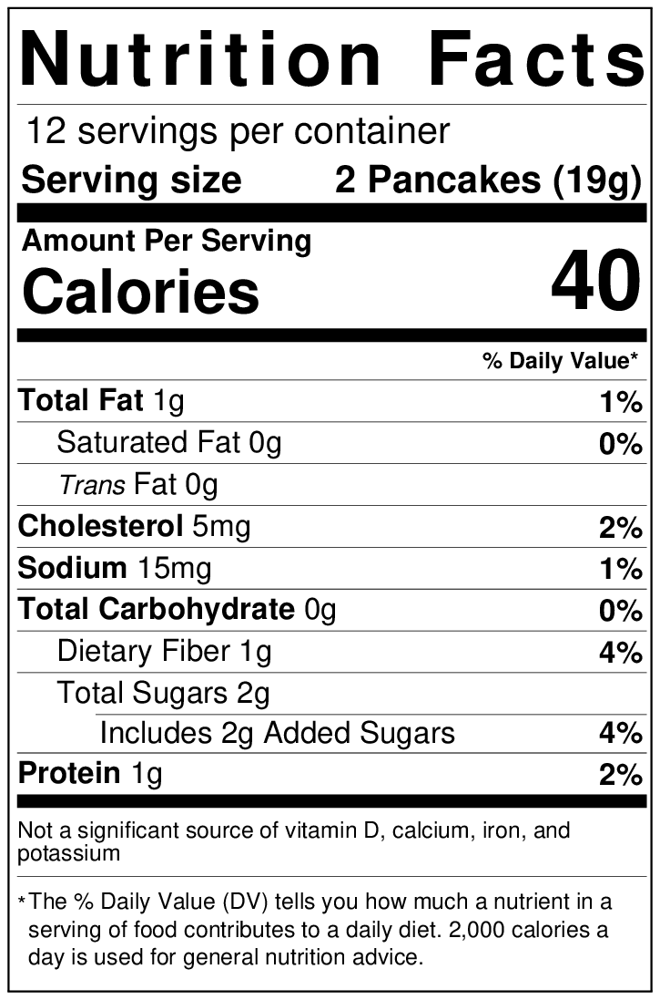 Nutrition Facts
12 servings per container
Serving size 2 Pancakes (19g)
Amount Per Serving
Calories 40
% Daily Value*
Total Fat 1g 1%
Saturated Fat 0g 0%
Trans Fat 0g
Cholesterol 5mg 2%
Sodium 15mg 1%
Total Carbohydrate 0g 0%
Dietary Fiber 1g 4%
Total Sugars 2g
Includes 2g Added Sugars 4%
Protein 1g 2%
Not a significant source of vitamin D, calcium, iron, and
potassium
*The % Daily Value (DV) tells you how much a nutrient in a
serving of food contributes to a daily diet. 2,000 calories a
day is used for general nutrition advice.